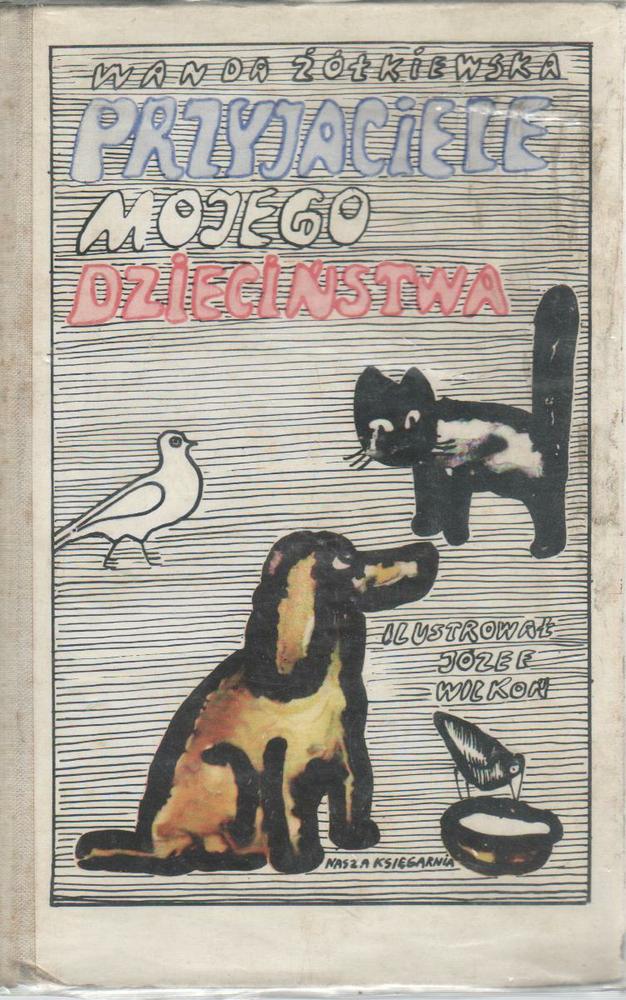 WANDA ŻÓŁKIEWSKA
PRZYJACIELE
MOJEGO
DZIECIŃSTWA
ILUSTROWAŁ
JÓZEF
WILKOŃ
NASZA KSIĘGARNIA